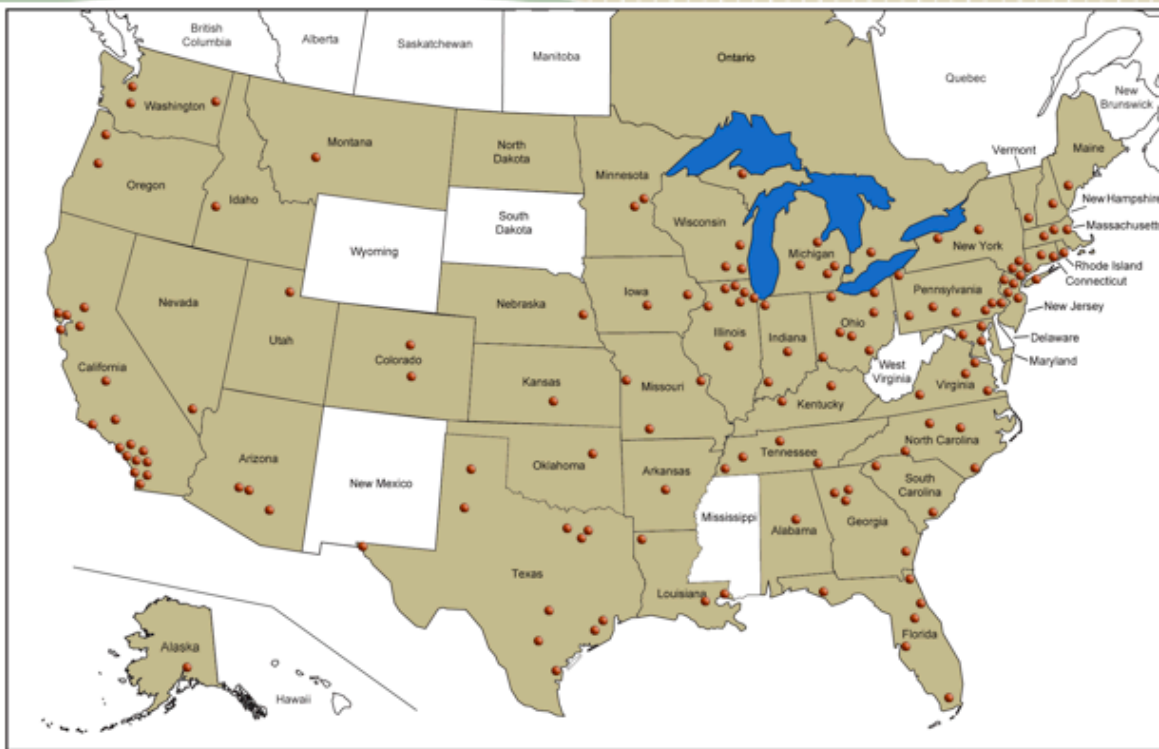 British
Columbia
Alberta
Saskatchewan
Manitoba
Ontario
Quebec
New
Brunswick
Washington
Montana
North
Dakota
Minnesota
Vermont
Maine
Oregon
Idaho
South
Dakota
Wisconsin
Michigan
New York
New Hampshire
Massachusetts
Wyoming
Rhode Island
Connecticut
Nevada
Nebraska
Iowa
Pennsylvania
New Jersey
Utah
Colorado
Illinois
Indiana
Ohio
Delaware
Maryland
California
Kansas
Missouri
West
Virginia
Virginia
Kentucky
Arizona
New Mexico
Oklahoma
Arkansas
Tennessee
North Carolina
South
Carolina
Mississippi
Alabama
Georgia
Texas
Louisiana
Florida
Alaska
Hawaii